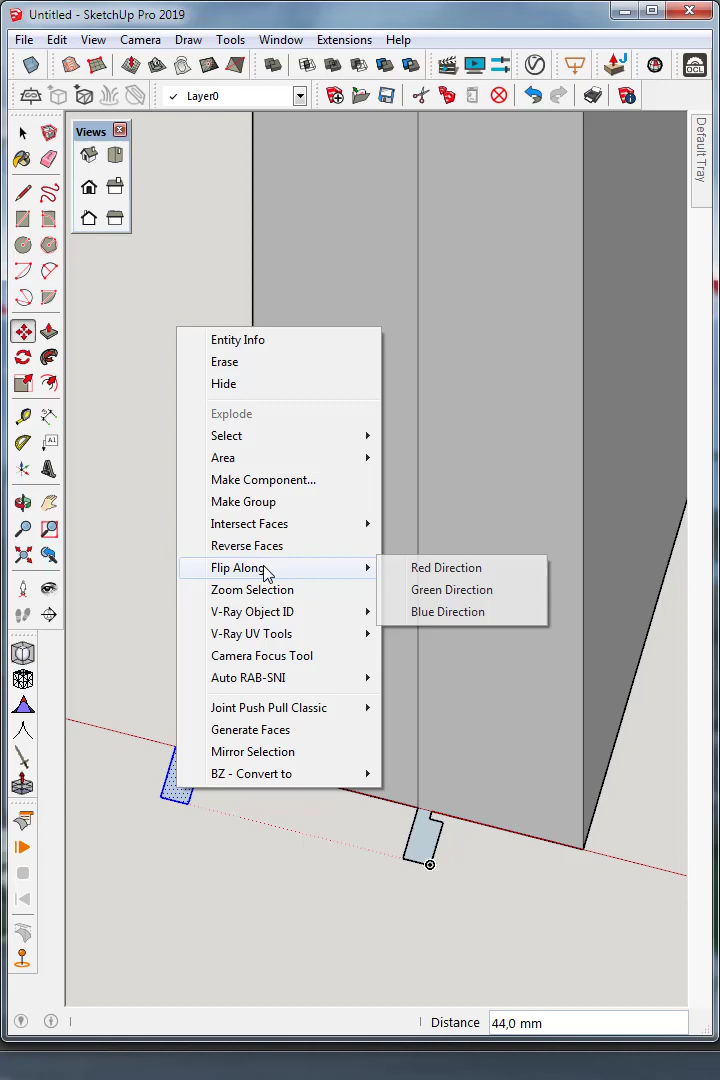 Untitled - SketchUp Pro 2019
File Edit View Camera Draw Tools Window Extensions Help
Layer0
Views
Default Tray
Entity Info
Erase
Hide
Explode
Select
Area
Make Component...
Make Group
Intersect Faces
Reverse Faces
Flip Along
Red Direction
Zoom Selection
Green Direction
V-Ray Object ID
Blue Direction
V-Ray UV Tools
Camera Focus Tool
Auto RAB-SNI
Joint Push Pull Classic
Generate Faces
Mirror Selection
BZ - Convert to
Distance 44,0 mm
OCL
A1